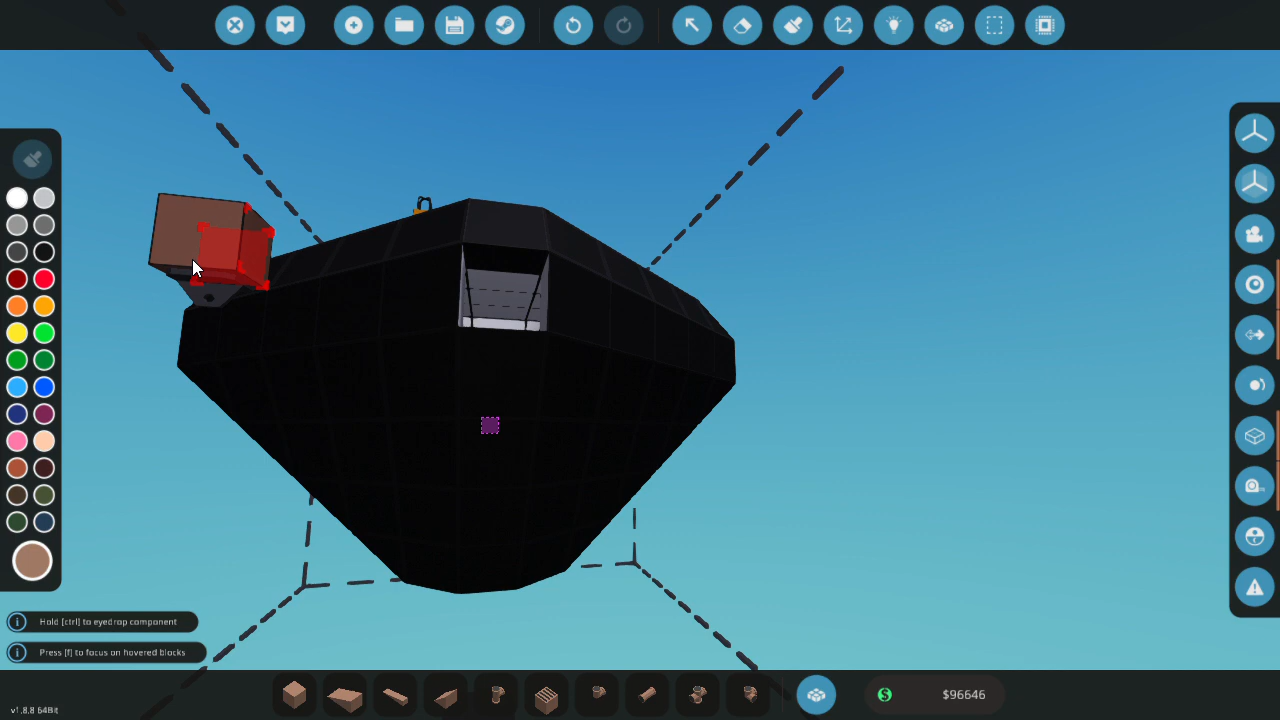 Hold [ctrl] to eyedrop component
Press [f] to focus on hovered blocks
$ $96646
v1.8.8 64Bit